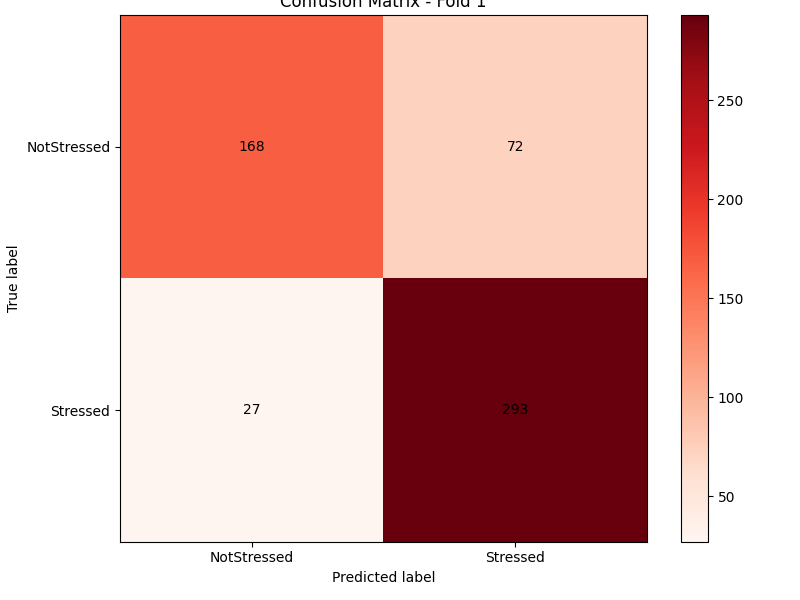 Confusion Matrix - Fold 1
NotStressed
168
72
Stressed
27
293
NotStressed
Stressed
Predicted label
True label
250
200
150
100
50